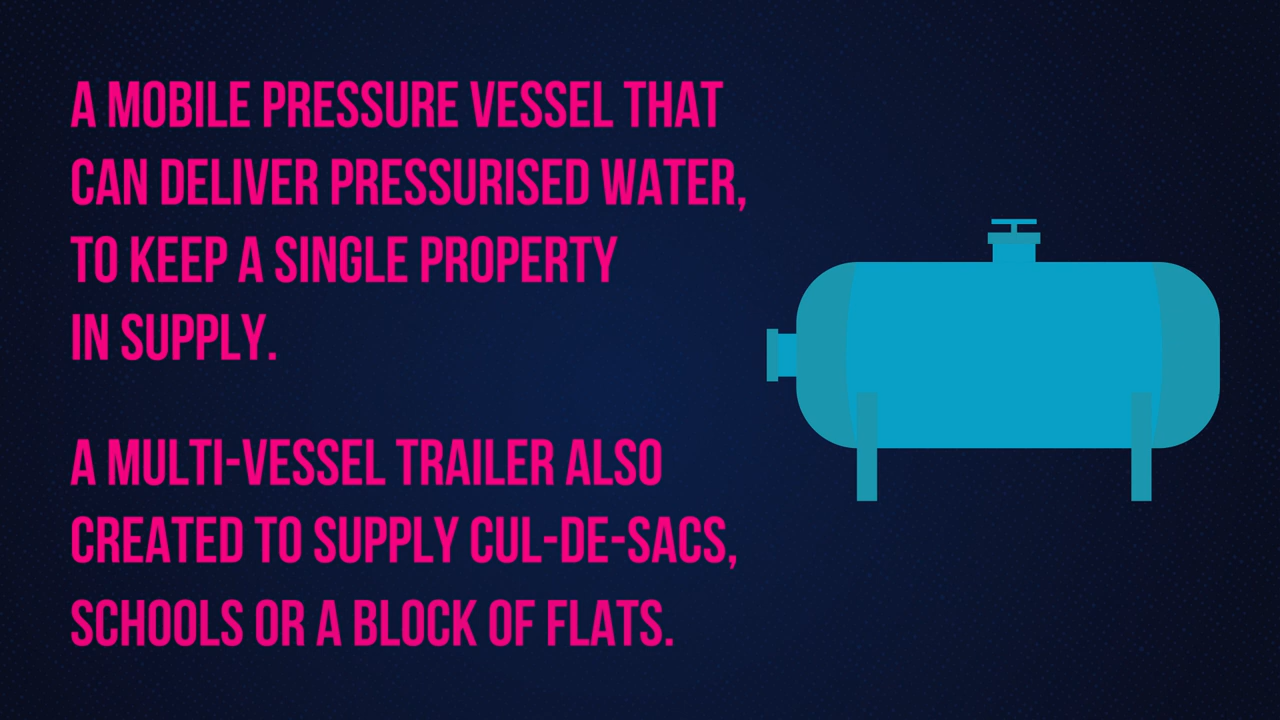 A MOBILE PRESSURE VESSEL THAT
CAN DELIVER PRESSURISED WATER,
TO KEEP A SINGLE PROPERTY
IN SUPPLY.
A MULTI-VESSEL TRAILER ALSO
CREATED TO SUPPLY CUL-DE-SACS,
SCHOOLS OR A BLOCK OF FLATS.